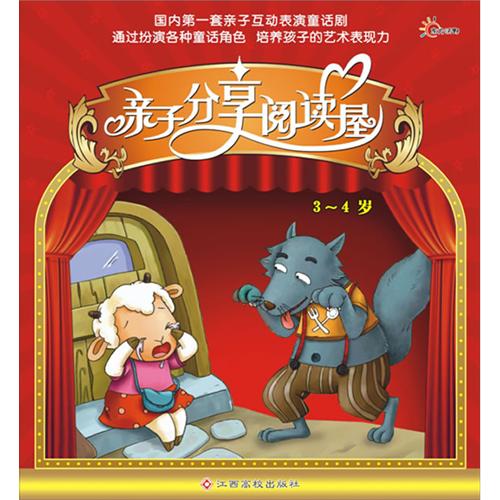 国内第一套亲子互动表演童话剧
通过扮演各种童话角色 培养孩子的艺术表现力
亲子分享阅读屋
3～4 岁
江西高校出版社